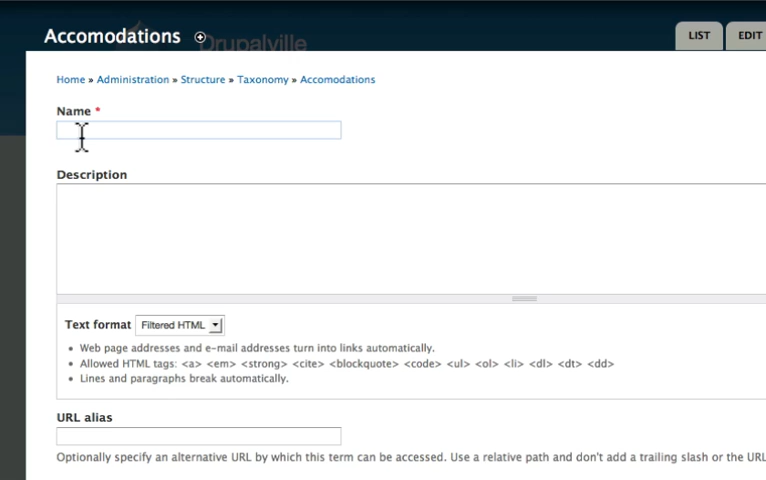 Accomodations
Drupalville
LIST EDIT
Home » Administration » Structure » Taxonomy » Accomodations
Name *
Description
Text format Filtered HTML
• Web page addresses and e-mail addresses turn into links automatically.
• Allowed HTML tags: <a> <em> <strong> <cite> <blockquote> <code> <ul> <ol> <li> <dl> <dt> <dd>
• Lines and paragraphs break automatically.
URL alias
Optionally specify an alternative URL by which this term can be accessed. Use a relative path and don't add a trailing slash or the URL